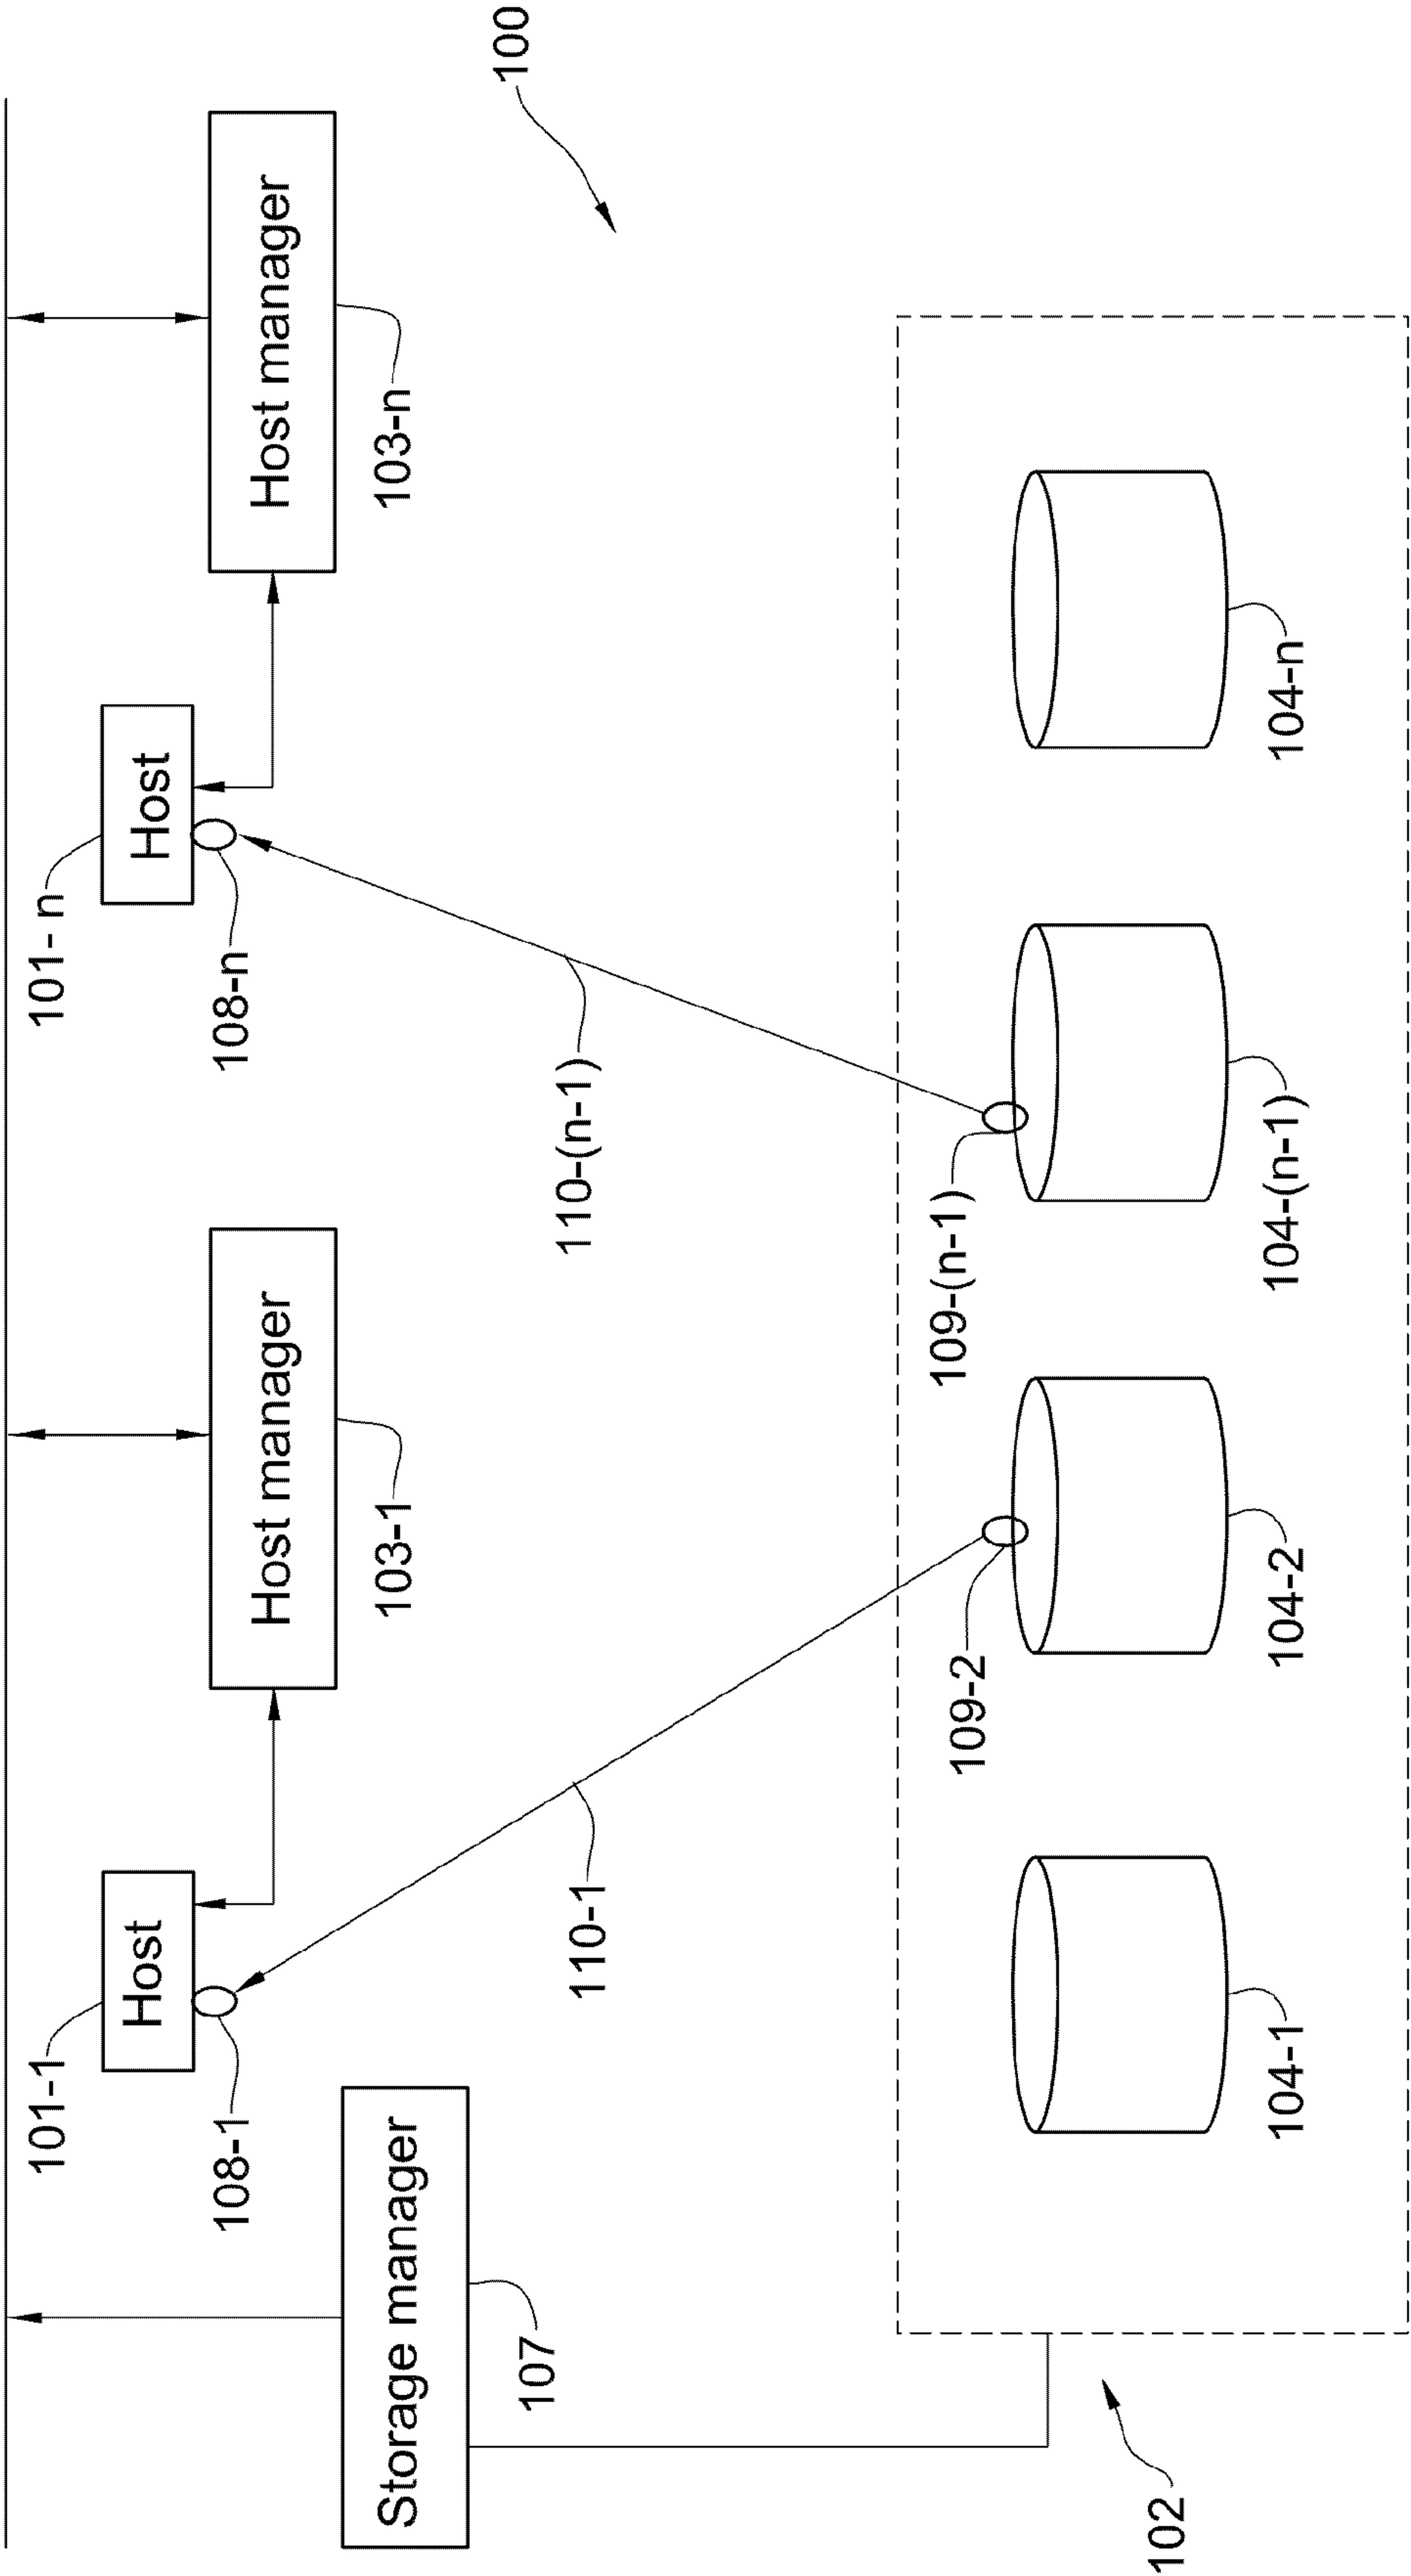 100
101-1
Host
101- n
Host
108-1
108-n
Host manager
103-1
Host manager
103-n
Storage manager
107
110-1
110-(n-1)
109-2
109-(n-1)
102
104-1
104-2
104-(n-1)
104-n